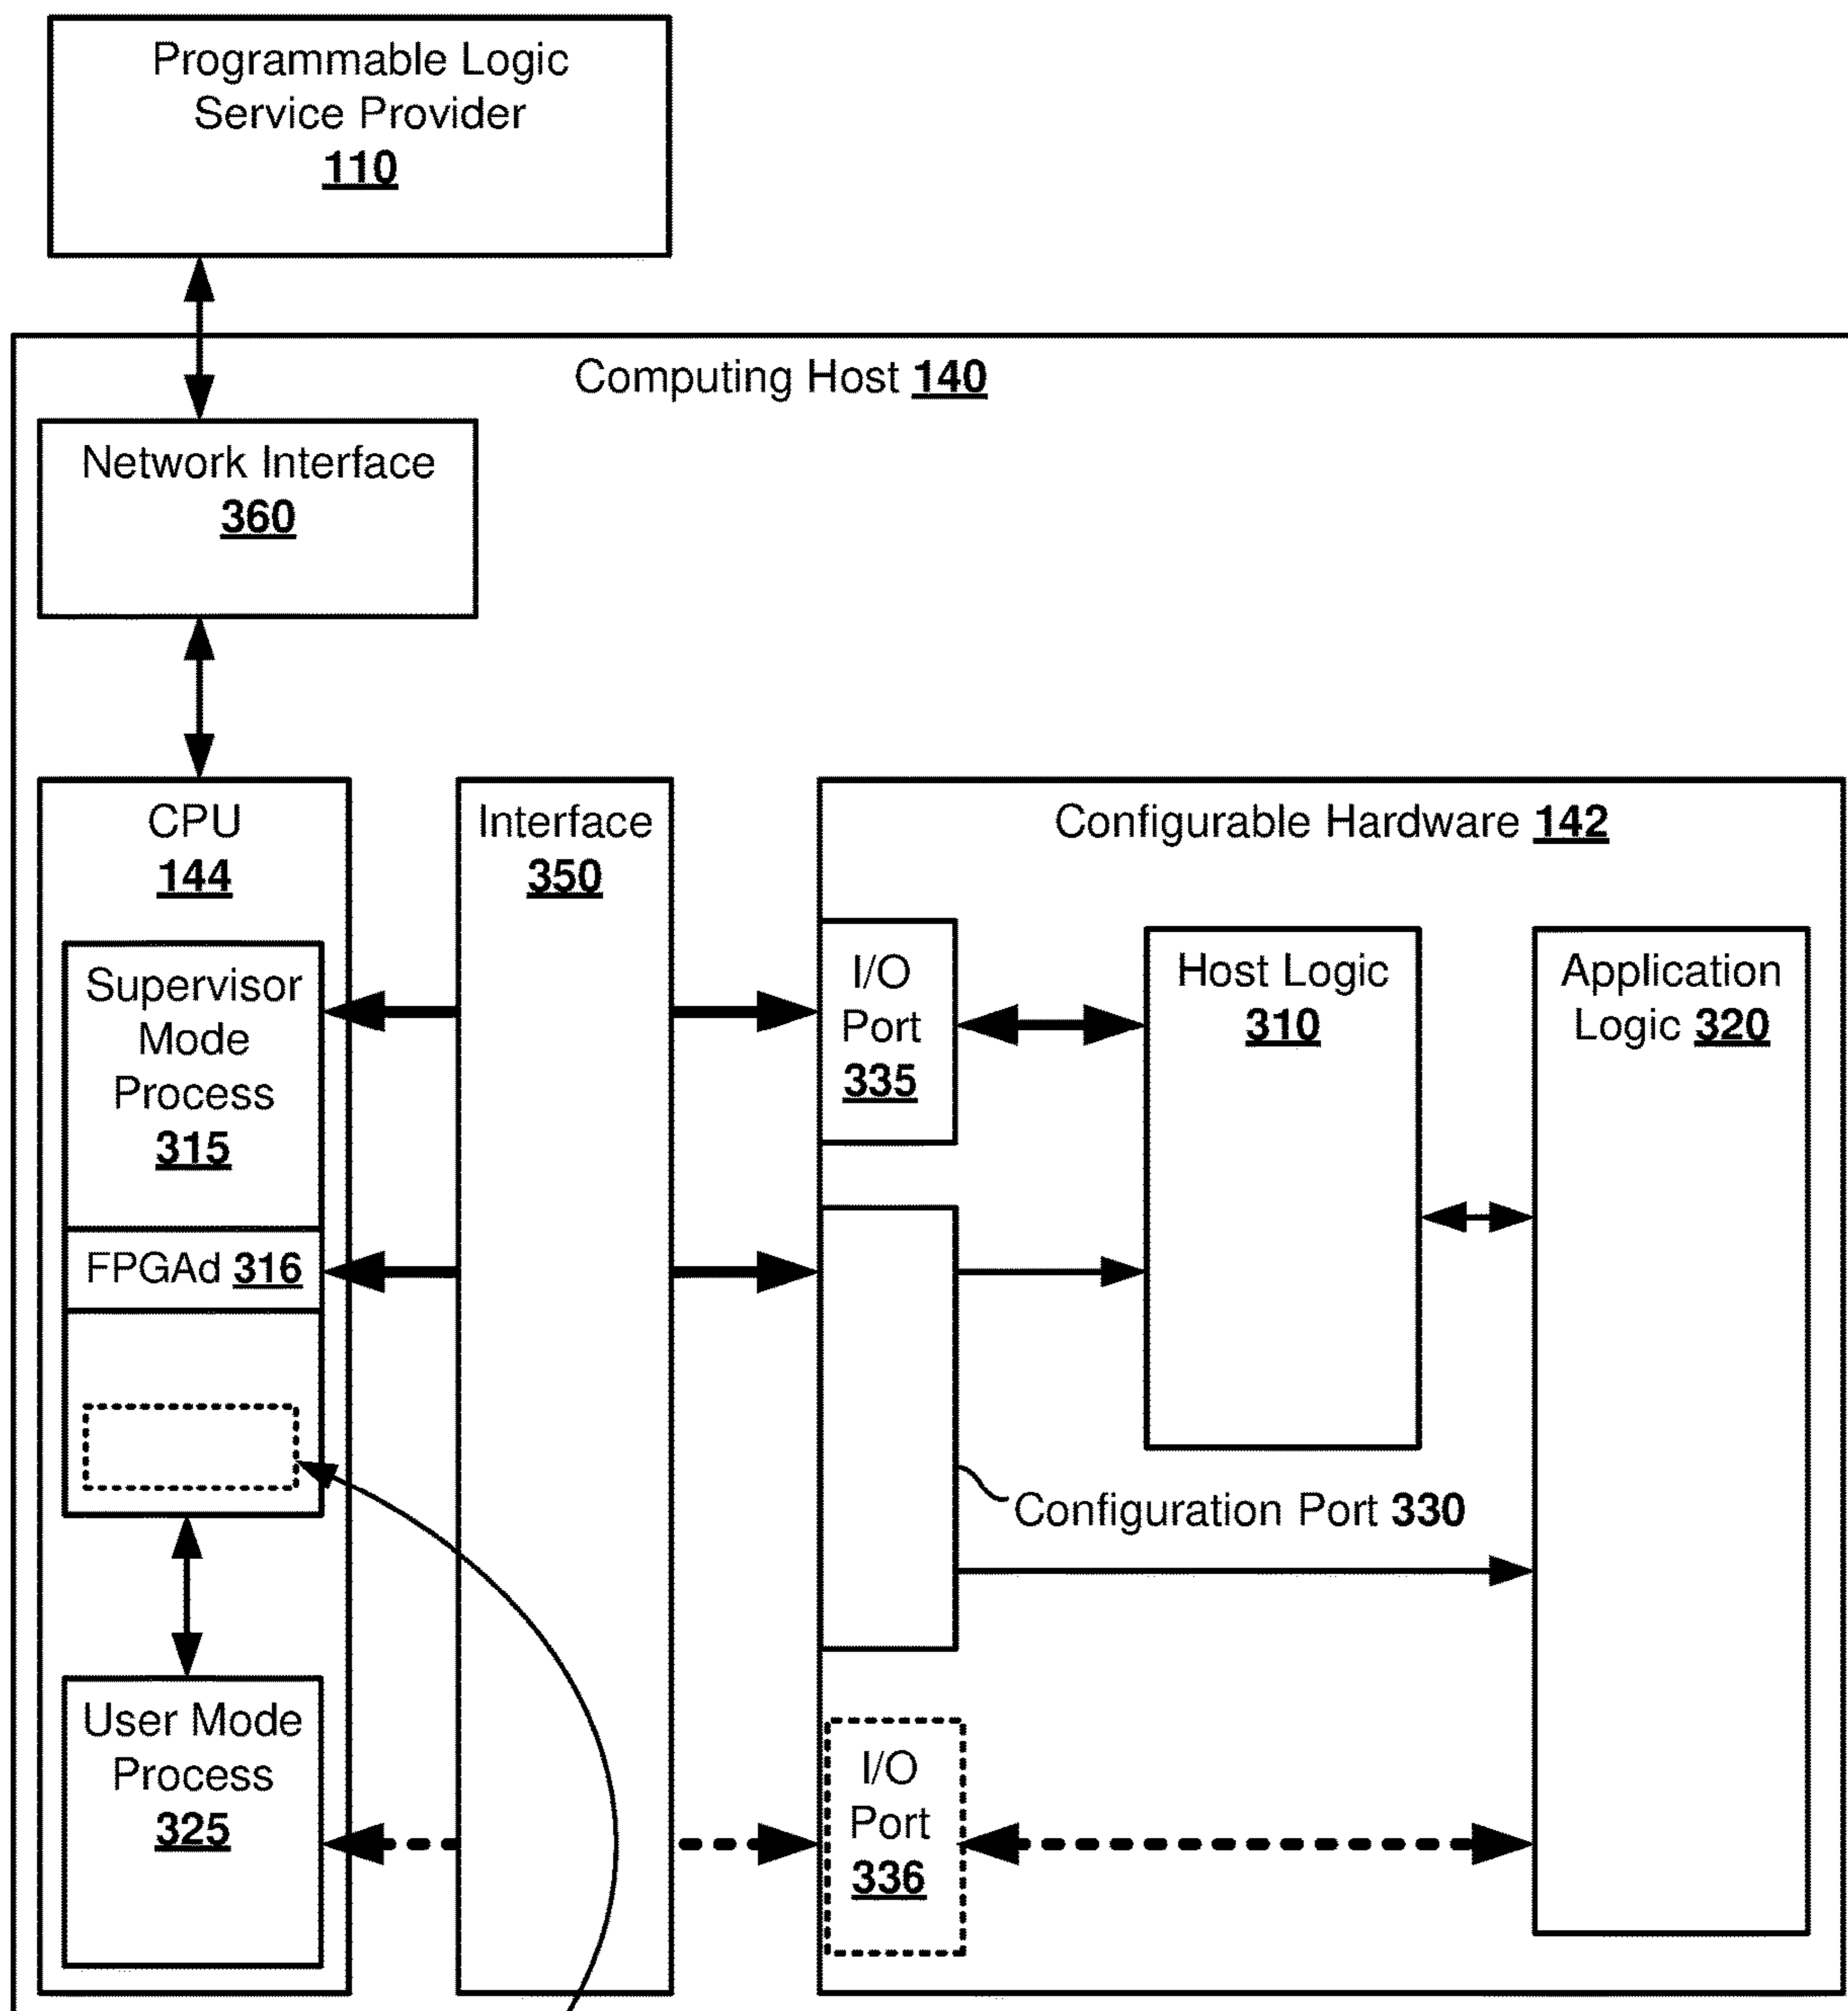 Programmable Logic
Service Provider
110
Computing Host 140
Network Interface
360
CPU
144
Interface
350
Configurable Hardware 142
Supervisor
Mode
Process
315
I/O
Port
335
Host Logic
310
Application
Logic 320
FPGAd 316
Configuration Port 330
User Mode
Process
325
I/O
Port
336